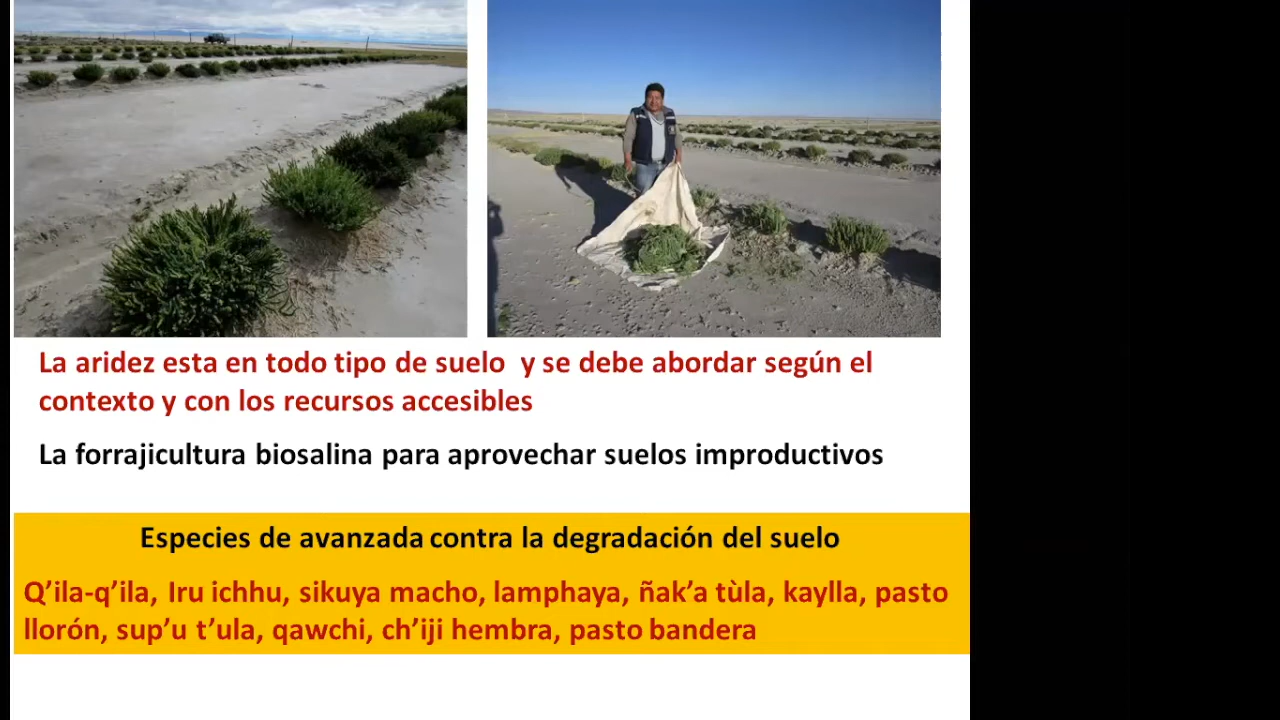 La aridez esta en todo tipo de suelo  y se debe abordar según el
contexto y con los recursos accesibles
La forrajicultura biosalina para aprovechar suelos improductivos
Especies de avanzada contra la degradación del suelo
Q’ila-q’ila, Iru ichhu, sikuya macho, lamphaya, ñak’a tùla, kaylla, pasto
llorón, sup’u t’ula, qawchi, ch’iji hembra, pasto bandera